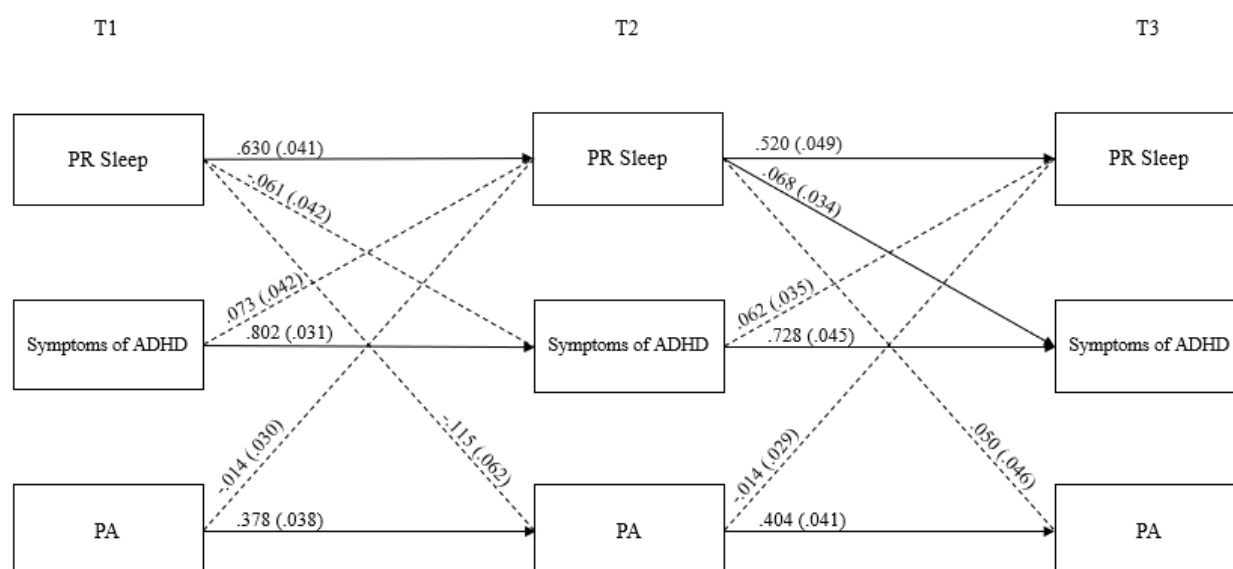 T1 T2 T3
PR Sleep .630 (.041) PR Sleep .520 (.049) PR Sleep
-.061 (.042) .068 (.034)
.073 (.042) .062 (.035)
Symptoms of ADHD .802 (.031) Symptoms of ADHD .728 (.045) Symptoms of ADHD
-.014 (.030) -.115 (.062) -.014 (.029) .050 (.046)
PA .378 (.038) PA .404 (.041) PA